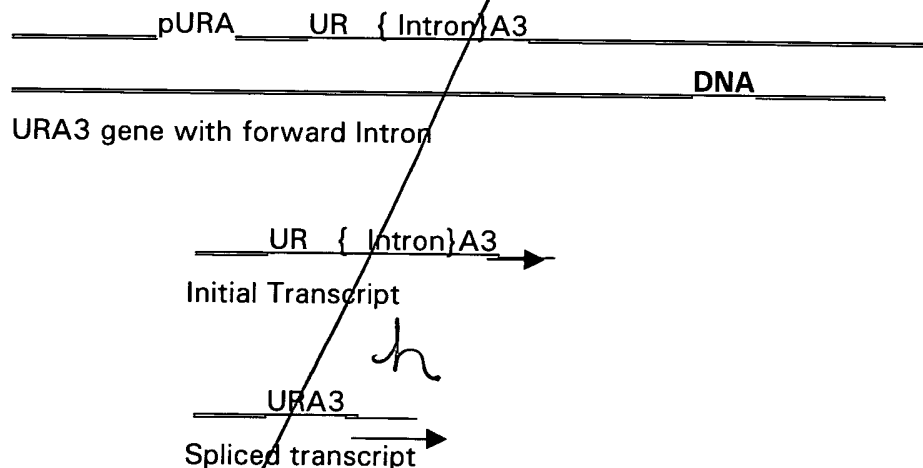 pURA UR { Intron}A3
DNA
URA3 gene with forward Intron
UR { Intron}A3
Initial Transcript
h
URA3
Spliced transcript